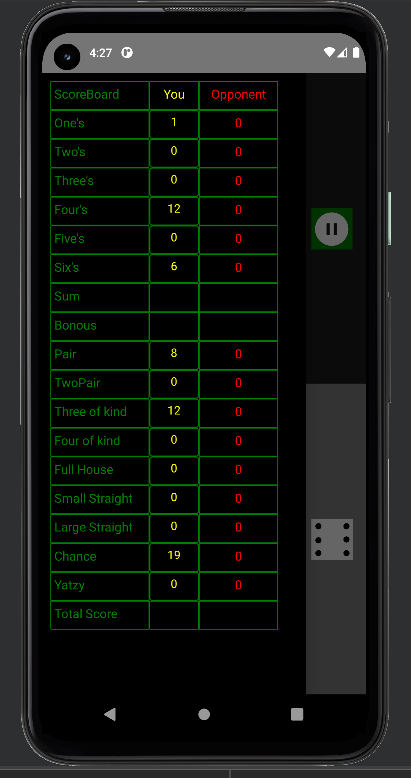 4:27
ScoreBoard You Opponent
One's 1 0
Two's 0 0
Three's 0 0
Four's 12 0
Five's 0 0
Six's 6 0
Sum
Bonous
Pair 8 0
TwoPair 0 0
Three of kind 12 0
Four of kind 0 0
Full House 0 0
Small Straight 0 0
Large Straight 0 0
Chance 19 0
Yatzy 0 0
Total Score